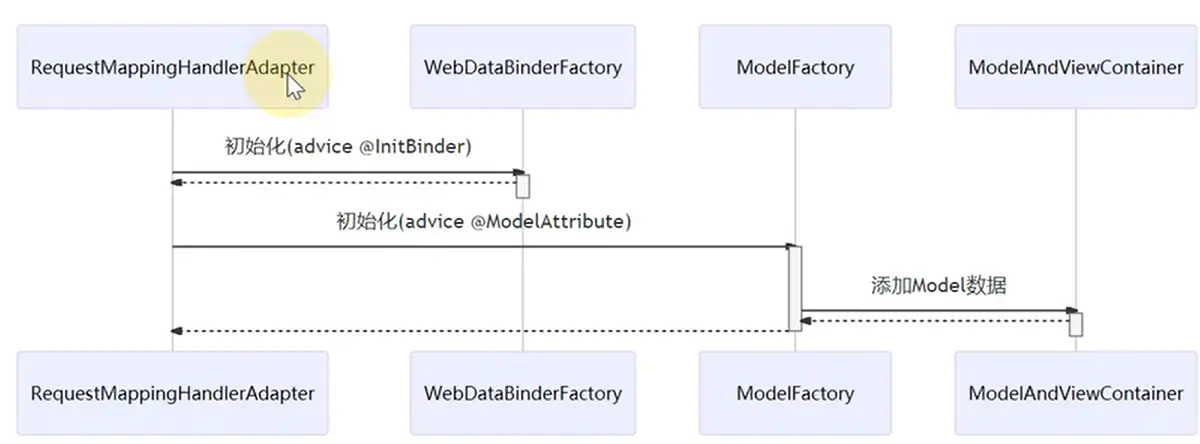 RequestMappingHandlerAdapter
WebDataBinderFactory
ModelFactory
ModelAndViewContainer
初始化(advice @InitBinder)
初始化(advice @ModelAttribute)
添加Model数据
RequestMappingHandlerAdapter
WebDataBinderFactory
ModelFactory
ModelAndViewContainer